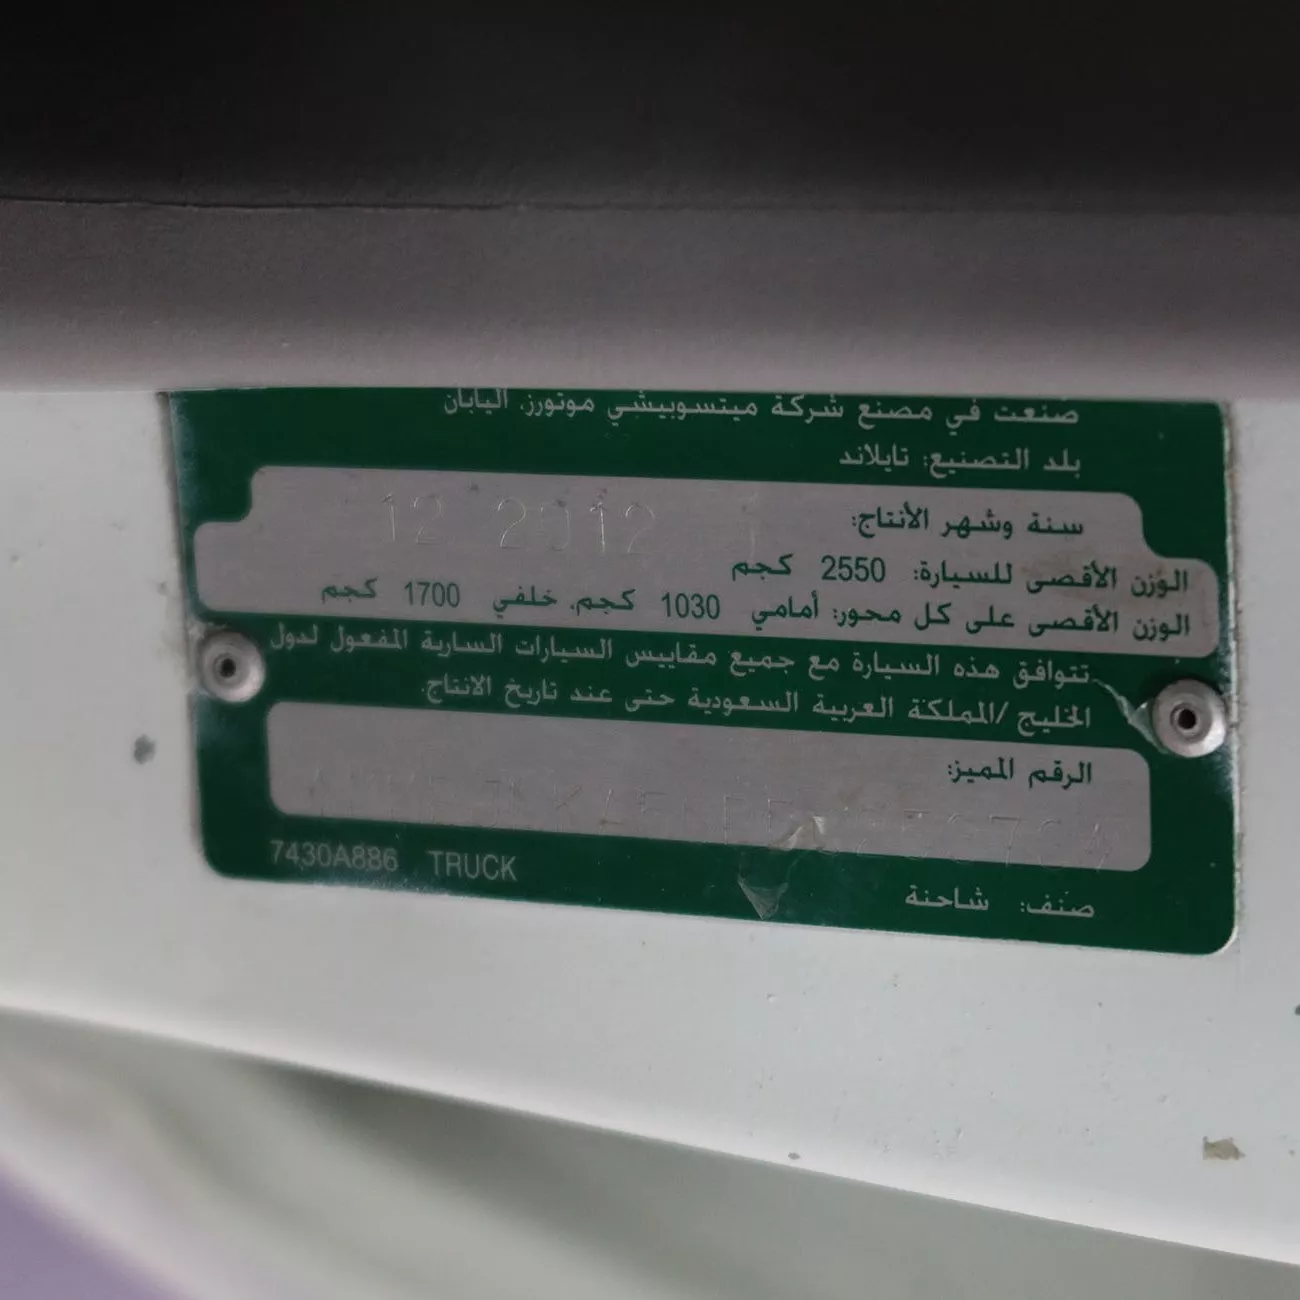 صنعت في مصنع شركة ميتسوبيشي موتورز. اليابان
بلد التصنيع: تايلاند
سنة وشهر الأنتاج: 12 2012
الوزن الأقصى للسيارة: 2550 كجم
الوزن الأقصى على كل محور: أمامي 1030 كجم. خلفي 1700 كجم
تتوافق هذه السيارة مع جميع مقاييس السيارات السارية المفعول لدول
الخليج /المملكة العربية السعودية حتى عند تاريخ الانتاج.
الرقم المميز:
صنف: شاحنة
7430A886 TRUCK